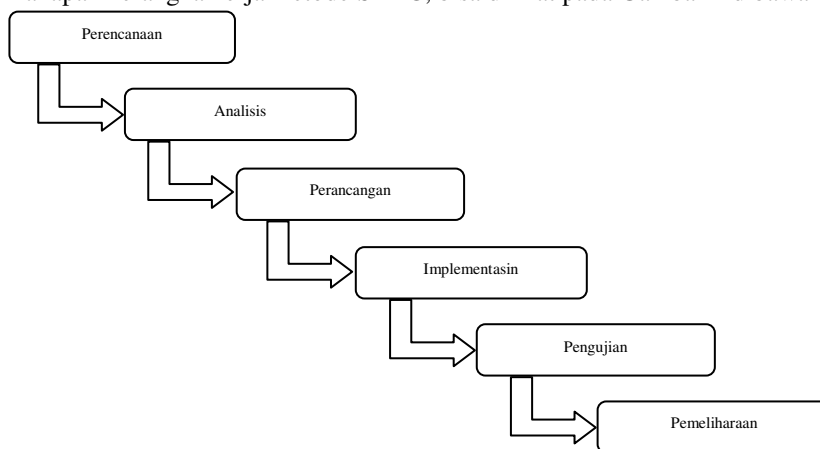 Perencanaan
Analisis
Perancangan
Implementasin
Pengujian
Pemeliharaan